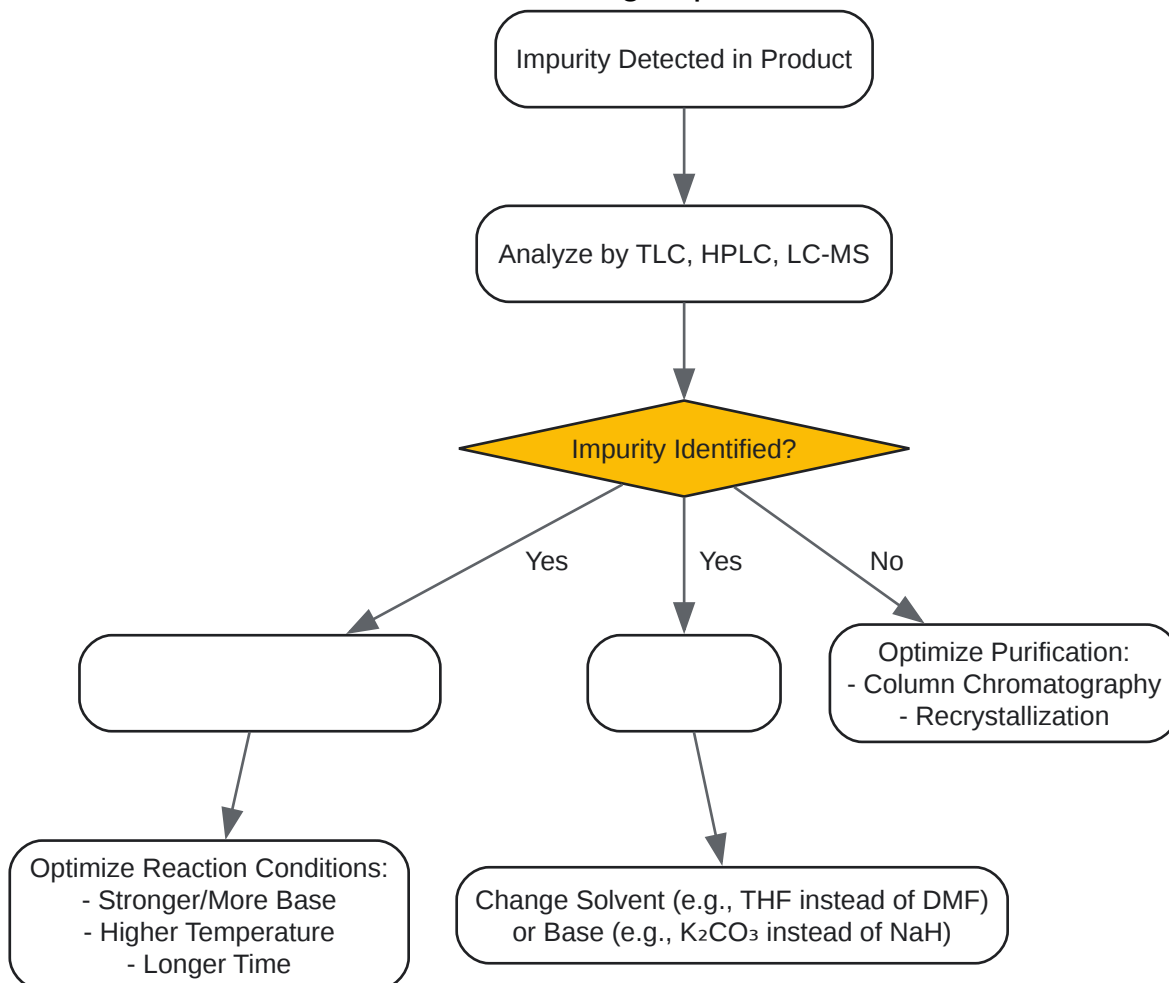 Impurity Detected in Product
Analyze by TLC, HPLC, LC-MS
Impurity Identified?
Yes
Yes
No
Optimize Purification:
- Column Chromatography
- Recrystallization
Optimize Reaction Conditions:
- Stronger/More Base
- Higher Temperature
- Longer Time
Change Solvent (e.g., THF instead of DMF)
or Base (e.g., K₂CO₃ instead of NaH)